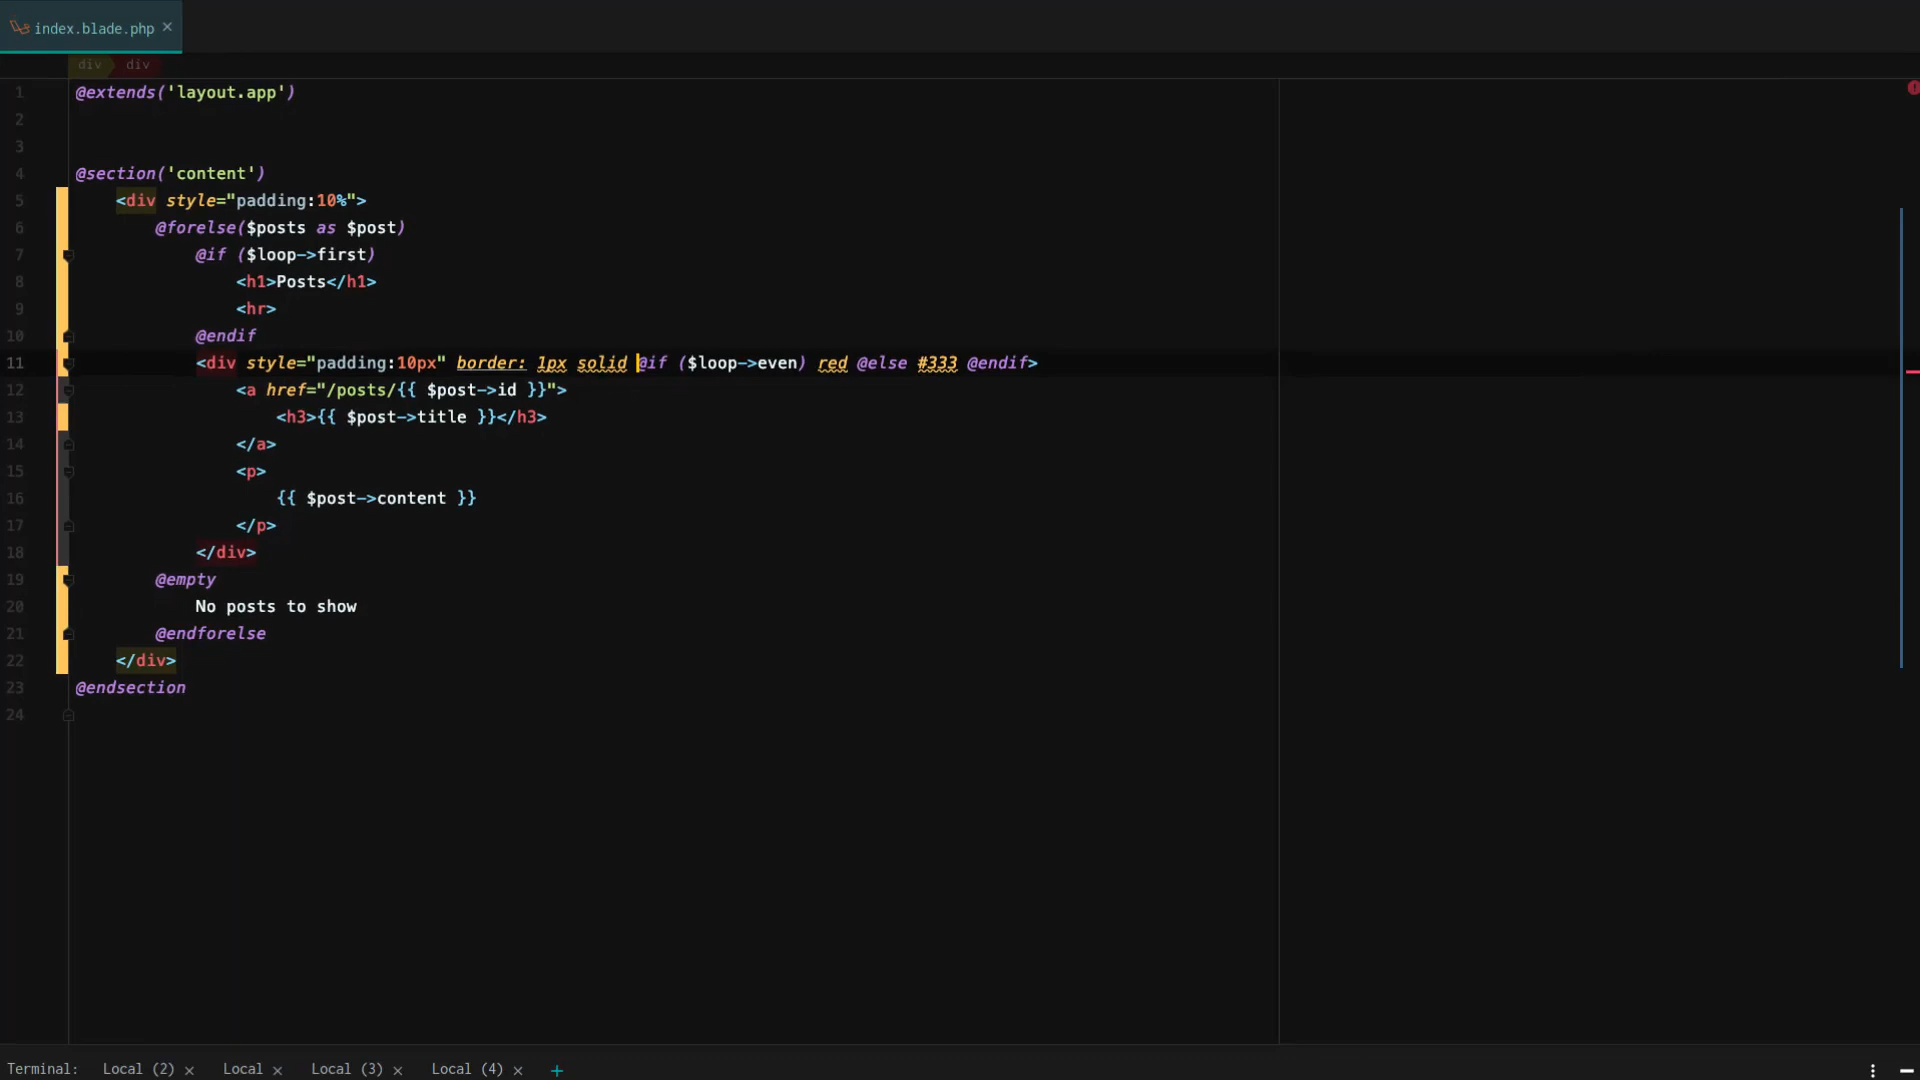 index.blade.php ×
div div
1 @extends('layout.app')
2
3
4 @section('content')
5 <div style="padding:10%">
6 @forelse($posts as $post)
7 @if ($loop->first)
8 <h1>Posts</h1>
9 <hr>
10 @endif
11 <div style="padding:10px" border: 1px solid @if ($loop->even) red @else #333 @endif>
12 <a href="/posts/{{ $post->id }}">
13 <h3>{{ $post->title }}</h3>
14 </a>
15 <p>
16 {{ $post->content }}
17 </p>
18 </div>
19 @empty
20 No posts to show
21 @endforelse
22 </div>
23 @endsection
24
Terminal: Local (2) × Local × Local (3) × Local (4) × +